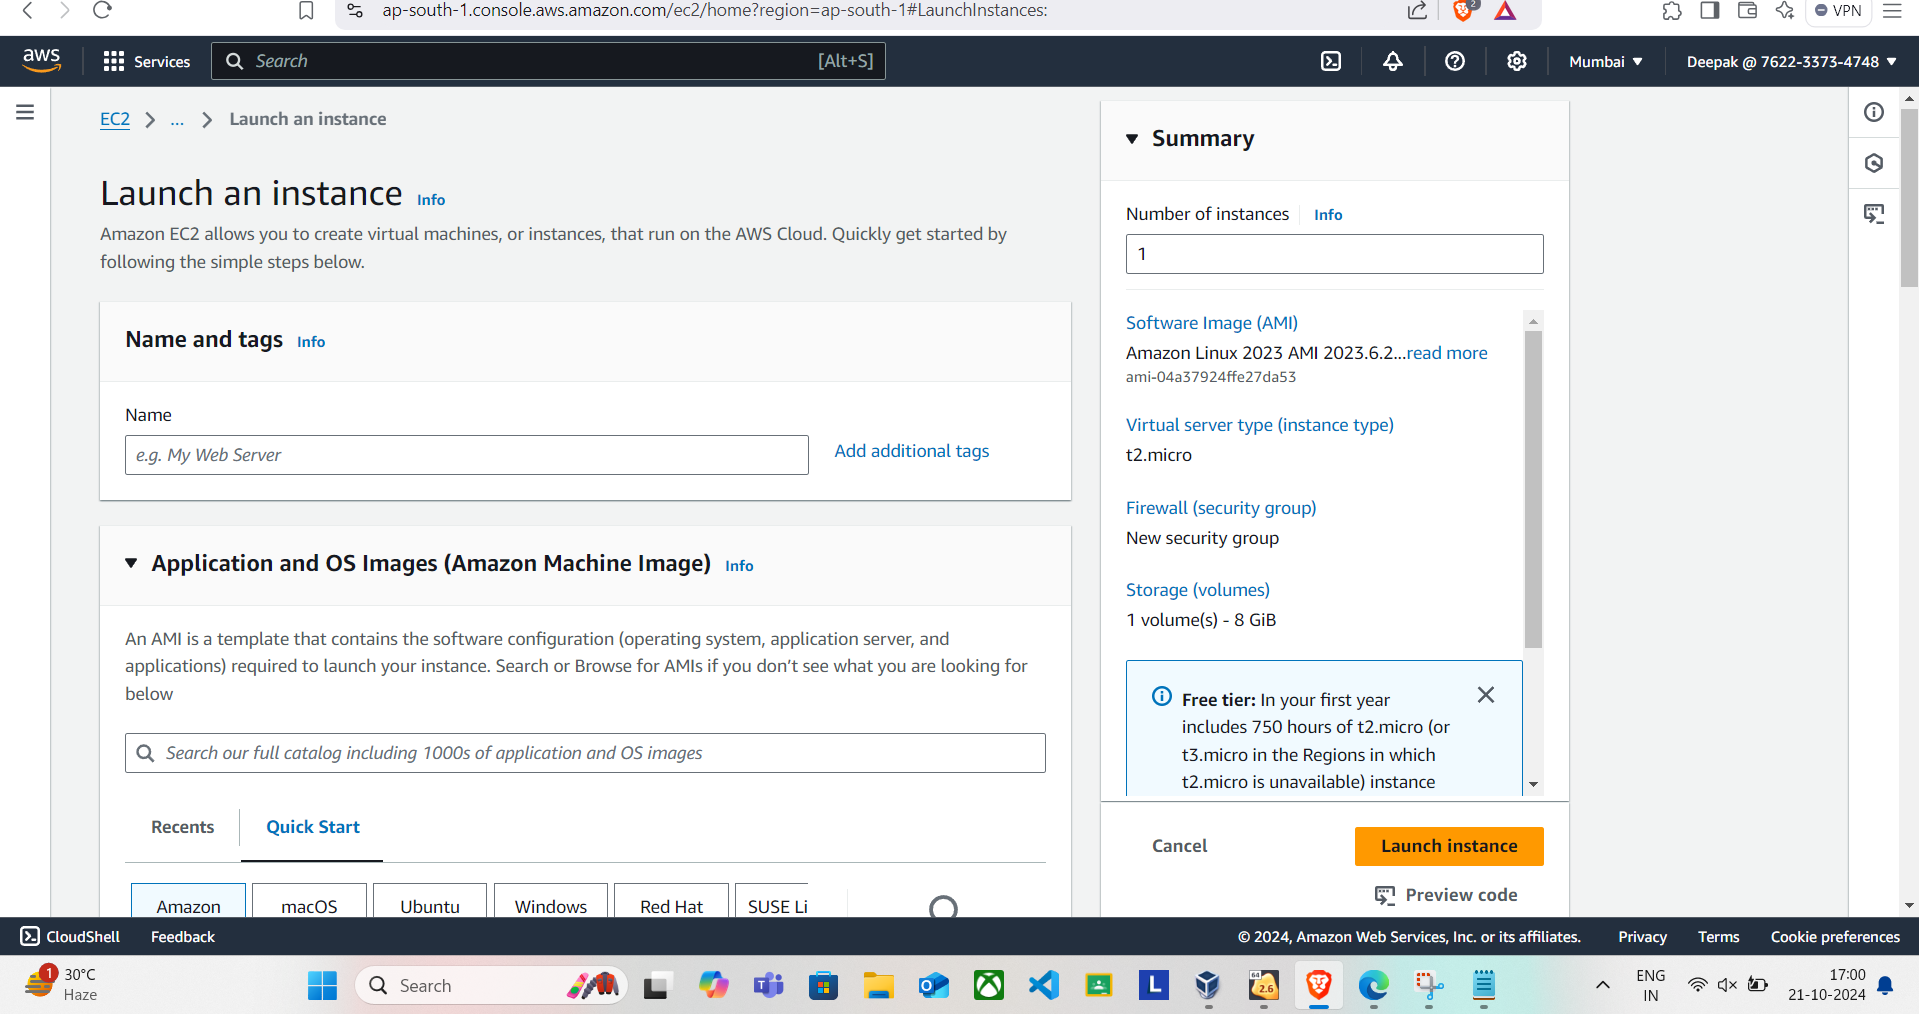 ap-south-1.console.aws.amazon.com/ec2/home?region=ap-south-1#LaunchInstances:
2
VPN
aws
Services
Search
[Alt+S]
Mumbai
Deepak @ 7622-3373-4748
EC2
...
Launch an instance
Launch an instance
Info
Amazon EC2 allows you to create virtual machines, or instances, that run on the AWS Cloud. Quickly get started by
following the simple steps below.
Name and tags
Info
Name
e.g. My Web Server
Add additional tags
Application and OS Images (Amazon Machine Image)
Info
An AMI is a template that contains the software configuration (operating system, application server, and
applications) required to launch your instance. Search or Browse for AMIs if you don’t see what you are looking for
below
Search our full catalog including 1000s of application and OS images
Recents
Quick Start
Amazon
macOS
Ubuntu
Windows
Red Hat
SUSE Li
Summary
Number of instances
Info
1
Software Image (AMI)
Amazon Linux 2023 AMI 2023.6.2...read more
ami-04a37924ffe27da53
Virtual server type (instance type)
t2.micro
Firewall (security group)
New security group
Storage (volumes)
1 volume(s) - 8 GiB
Free tier: In your first year
includes 750 hours of t2.micro (or
t3.micro in the Regions in which
t2.micro is unavailable) instance
Cancel
Launch instance
Preview code
CloudShell
Feedback
© 2024, Amazon Web Services, Inc. or its affiliates.
Privacy
Terms
Cookie preferences
1
30°C
Haze
Search
T
L
64
2.6
ENG
IN
17:00
21-10-2024